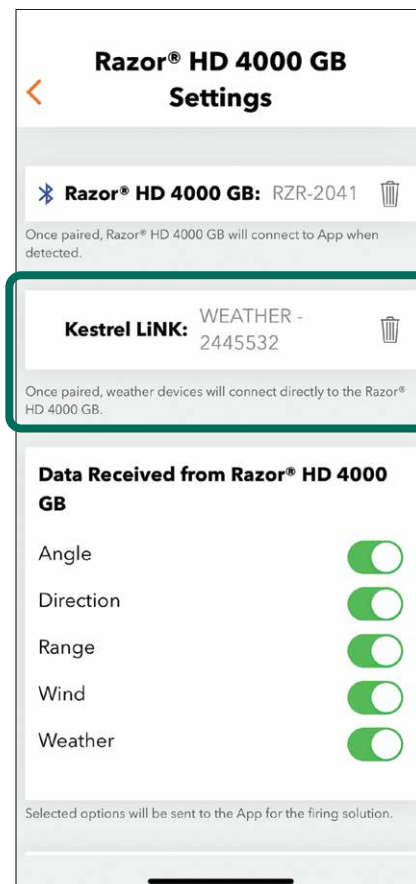 Razor® HD 4000 GB
Settings
Razor® HD 4000 GB: RZR-2041
Once paired, Razor® HD 4000 GB will connect to App when
detected.
Kestrel LiNK: WEATHER -
2445532
Once paired, weather devices will connect directly to the Razor®
HD 4000 GB.
Data Received from Razor® HD 4000
GB
Angle
Direction
Range
Wind
Weather
Selected options will be sent to the App for the firing solution.